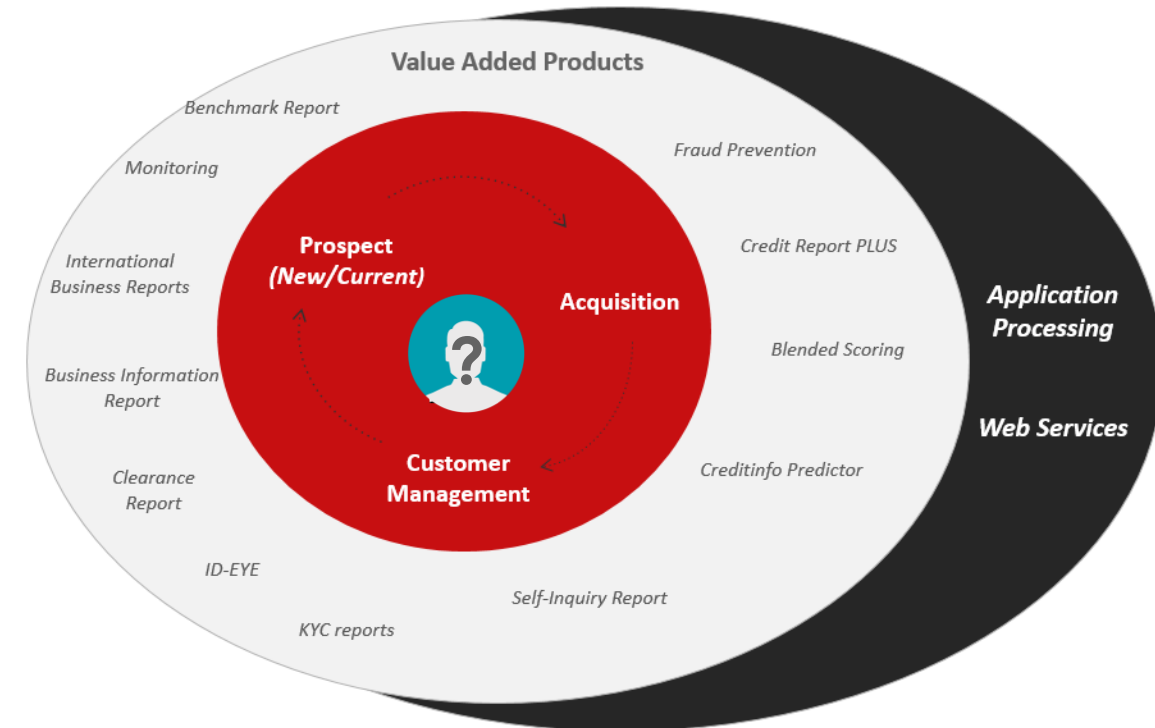 Value Added Products
Benchmark Report
Monitoring
International
Business Reports
Business Information
Report
Clearance
Report
ID-EYE
KYC reports
Self-Inquiry Report
Fraud Prevention
Credit Report PLUS
Blended Scoring
Creditinfo Predictor
Prospect
(New/Current)
Acquisition
?
Customer
Management
Application
Processing
Web Services